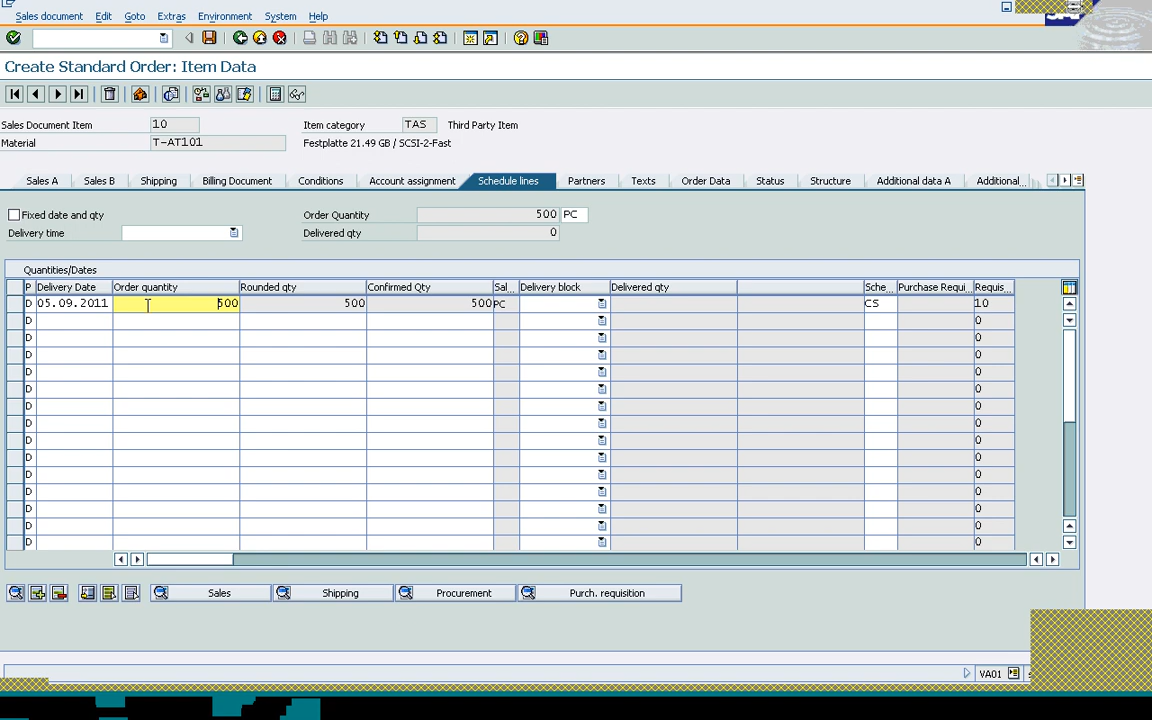 Sales document Edit Goto Extras Environment System Help
Create Standard Order: Item Data
Sales Document Item 10 Item category TAS Third Party Item
Material T-AT101 Festplatte 21.49 GB / SCSI-2-Fast
Sales A Sales B Shipping Billing Document Conditions Account assignment Schedule lines Partners Texts Order Data Status Structure Additional data A Additional...
Fixed date and qty Order Quantity 500 PC
Delivery time Delivered qty 0
Quantities/Dates
P Delivery Date Order quantity Rounded qty Confirmed Qty Sal... Delivery block Delivered qty Sche... Purchase Requi... Requis...
D 05.09.2011 500 500 500 PC CS 10
D 0
D 0
D 0
D 0
D 0
D 0
D 0
D 0
D 0
D 0
D 0
D 0
D 0
D 0
Sales Shipping Procurement Purch. requisition
VA01